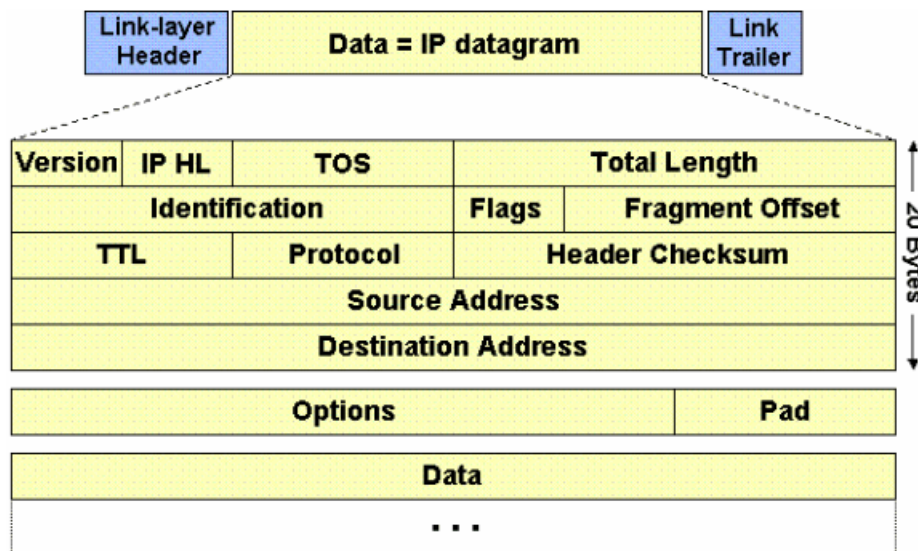 Link-layer Header
Data = IP datagram
Link Trailer
Version IP HL TOS Total Length
Identification Flags Fragment Offset
TTL Protocol Header Checksum
Source Address
Destination Address
20 Bytes
Options Pad
Data
. . .